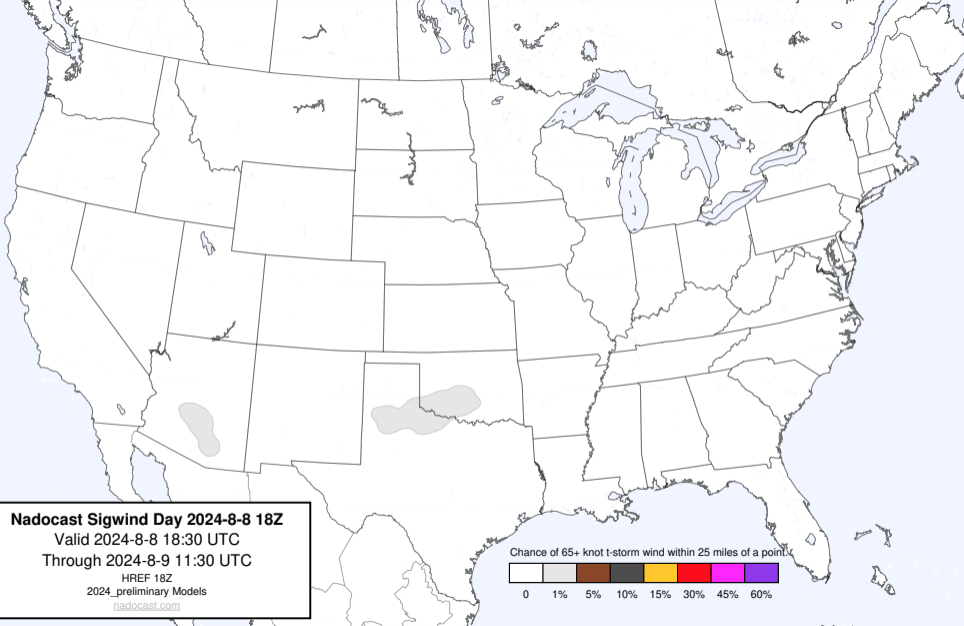 Nadocast Sigwind Day 2024-8-8 18Z
Valid 2024-8-8 18:30 UTC
Through 2024-8-9 11:30 UTC
HREF 18Z
2024_preliminary Models
nadocast.com
Chance of 65+ knot t-storm wind within 25 miles of a point.
0 1% 5% 10% 15% 30% 45% 60%